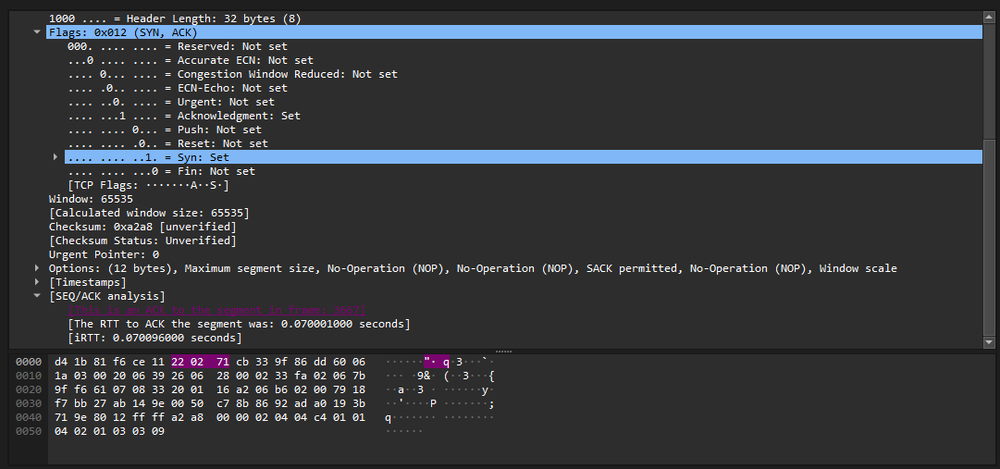 1000 .... = Header Length: 32 bytes (8)
Flags: 0x012 (SYN, ACK)
000. .... .... = Reserved: Not set
...0 .... .... = Accurate ECN: Not set
.... 0... .... = Congestion Window Reduced: Not set
.... .0.. .... = ECN-Echo: Not set
.... ..0. .... = Urgent: Not set
.... ...1 .... = Acknowledgment: Set
.... .... 0... = Push: Not set
.... .... .0.. = Reset: Not set
.... .... ..1. = Syn: Set
.... .... ...0 = Fin: Not set
[TCP Flags: ·······A··S·]
Window: 65535
[Calculated window size: 65535]
Checksum: 0xa2a8 [unverified]
[Checksum Status: Unverified]
Urgent Pointer: 0
Options: (12 bytes), Maximum segment size, No-Operation (NOP), No-Operation (NOP), SACK permitted, No-Operation (NOP), Window scale
[Timestamps]
[SEQ/ACK analysis]
[This is an ACK to the segment in frame:
[The RTT to ACK the segment was: 0.070001000 seconds]
[iRTT: 0.070096000 seconds]
0000 d4 1b 81 f6 ce 11 22 02 71 cb 33 9f 86 dd 60 06 ······"· q·3···`·
0010 1a 03 00 20 06 39 26 06 28 00 02 33 fa 02 06 7b ··· ·9&· (··3···{
0020 9f f6 61 07 08 33 20 01 16 a2 06 b6 02 00 79 18 ··a··3 · ······y·
0030 f7 bb 27 ab 14 9e 00 50 c7 8b 86 92 ad a0 19 3b ··'····P ·······;
0040 71 9e 80 12 ff ff a2 a8 00 00 02 04 04 c4 01 01 q······· ········
0050 04 02 01 03 03 09 ······